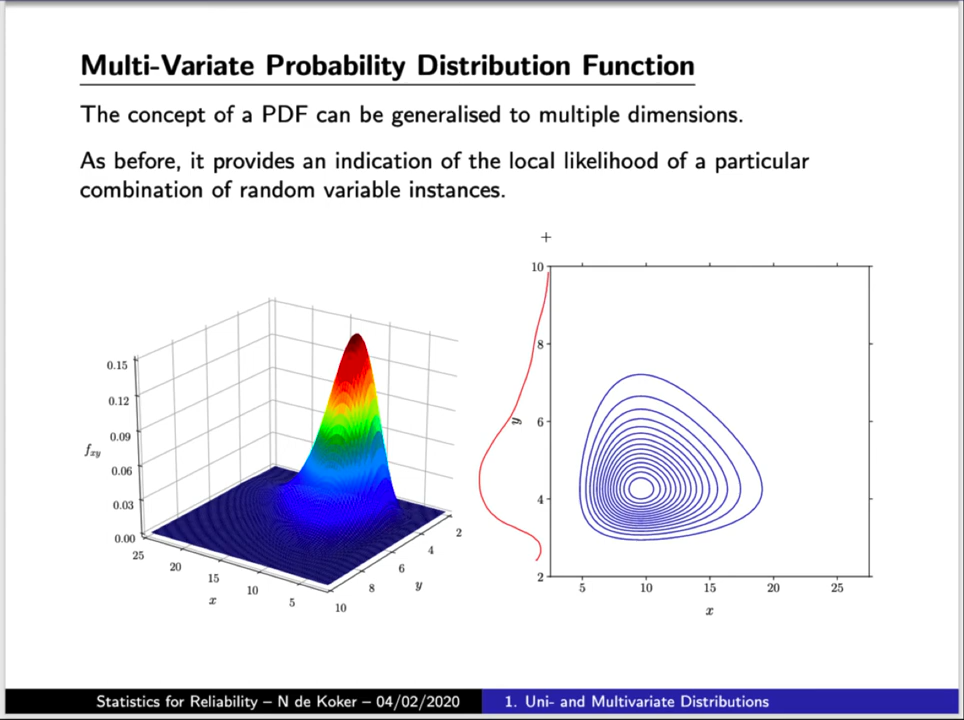 Multi-Variate Probability Distribution Function
The concept of a PDF can be generalised to multiple dimensions.
As before, it provides an indication of the local likelihood of a particular
combination of random variable instances.
0.15
0.12
0.09
0.06
0.03
0.00
fxy
25
20
15
10
5
x
10
8
6
4
2
y
10
8
6
4
2
y
5
10
15
20
25
x
Statistics for Reliability – N de Koker – 04/02/2020
1. Uni- and Multivariate Distributions